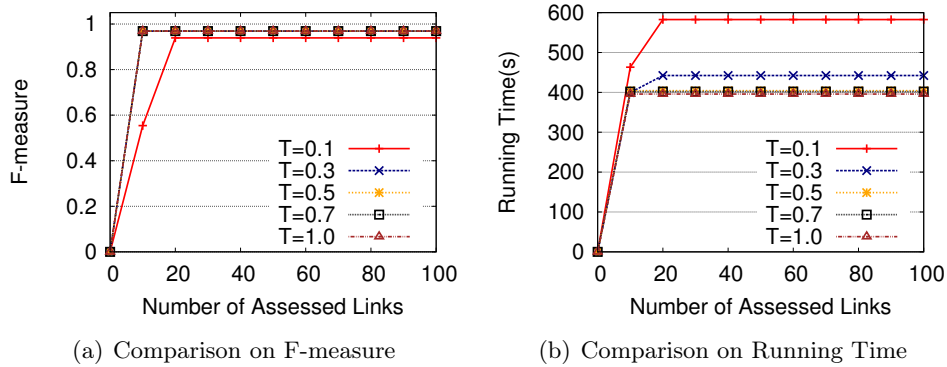 1
0.8
0.6
0.4
0.2
0
0 20 40 60 80 100
F-measure
Number of Assessed Links
T=0.1
T=0.3
T=0.5
T=0.7
T=1.0
(a) Comparison on F-measure
600
500
400
300
200
100
0
0 20 40 60 80 100
Running Time(s)
Number of Assessed Links
T=0.1
T=0.3
T=0.5
T=0.7
T=1.0
(b) Comparison on Running Time